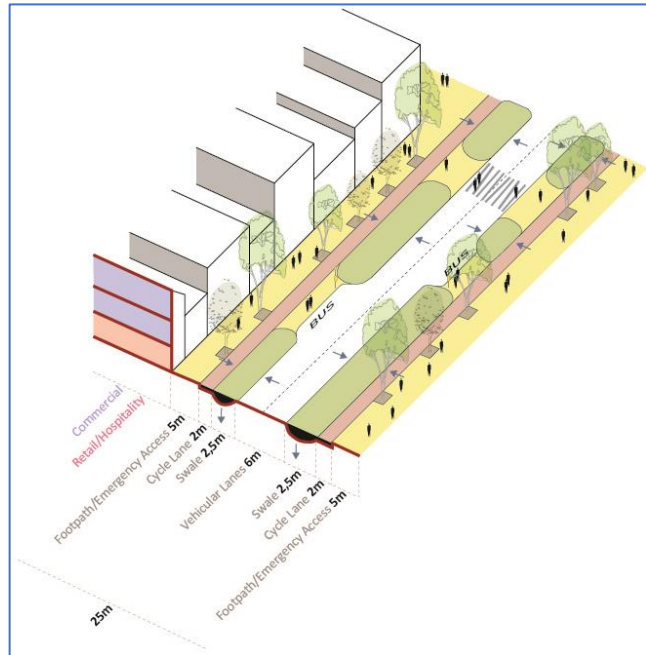 BUS
BUS
Commercial
Retail/Hospitality
Footpath/Emergency Access 5m
Cycle Lane 2m
Swale 2,5m
Vehicular Lanes 6m
Swale 2,5m
Cycle Lane 2m
Footpath/Emergency Access 5m
25m